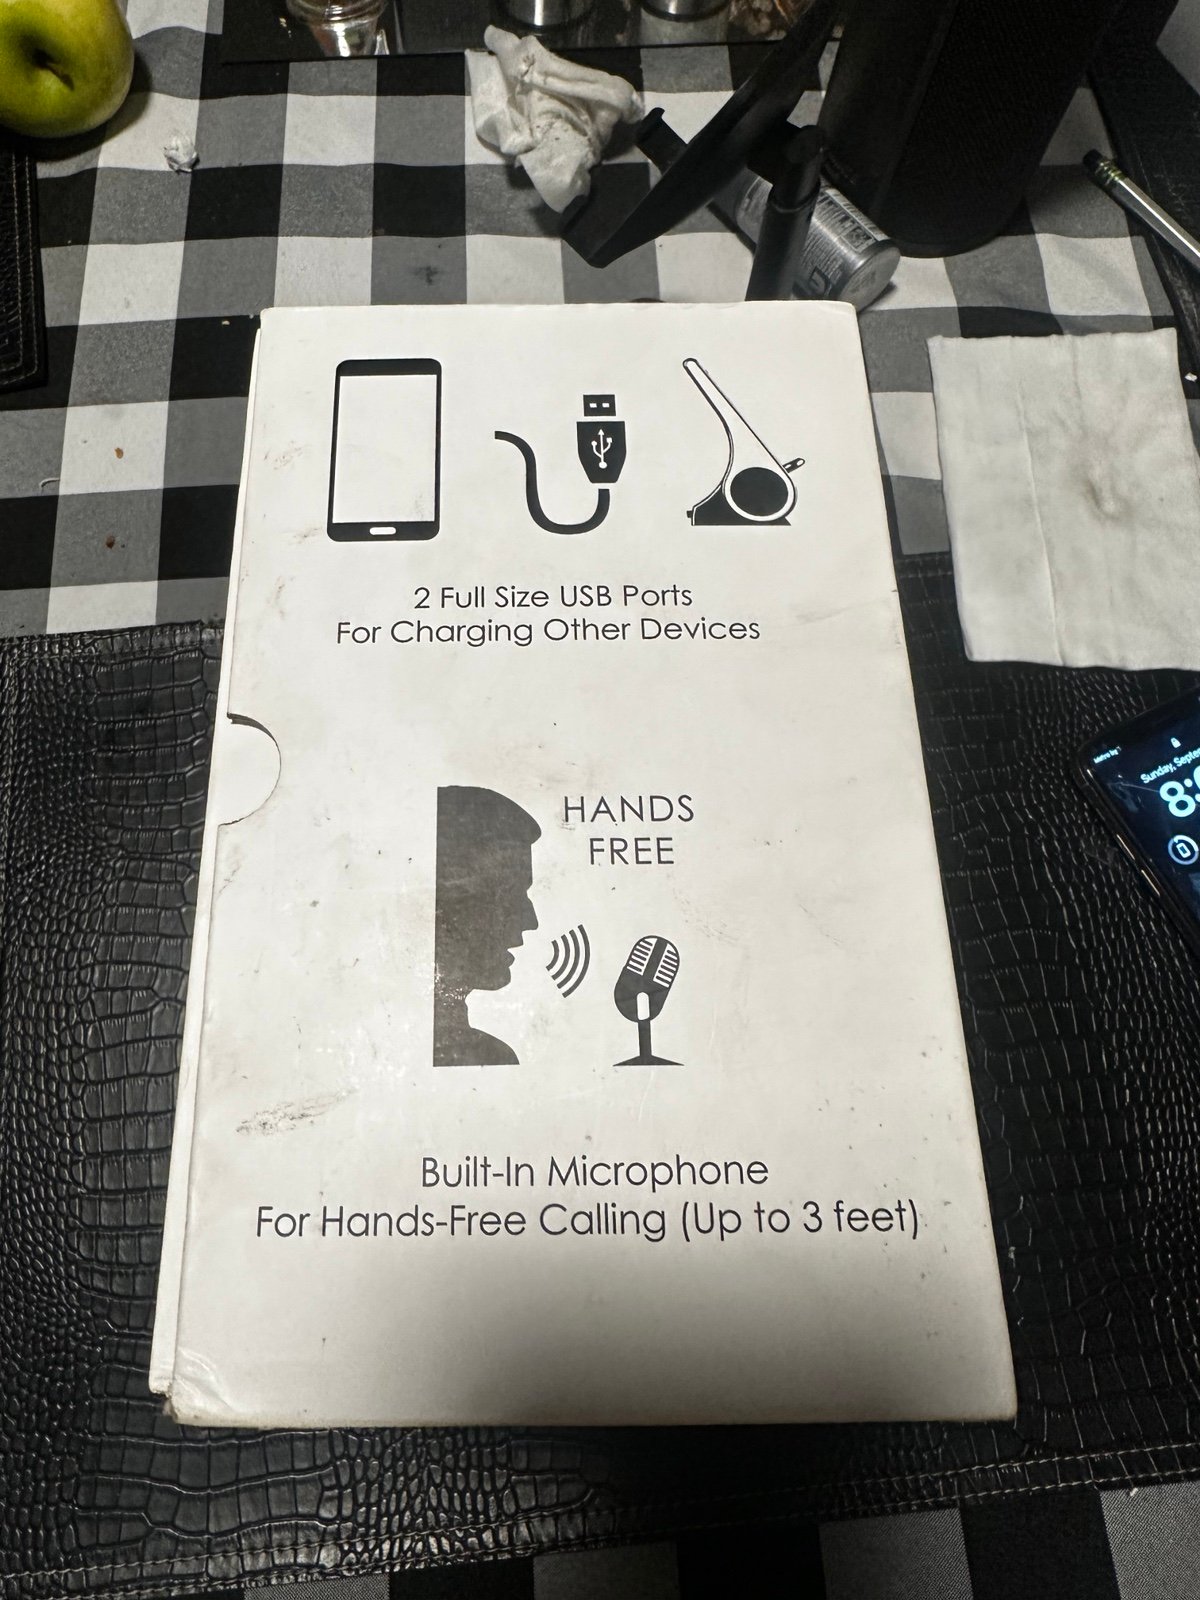 2 Full Size USB Ports
For Charging Other Devices
HANDS
FREE
Built-In Microphone
For Hands-Free Calling (Up to 3 feet)
Sunday,